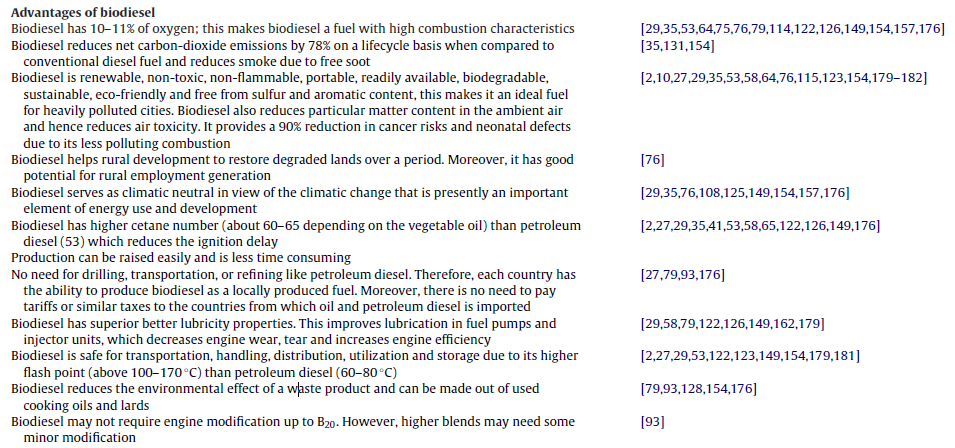 Advantages of biodiesel
Biodiesel has 10–11% of oxygen; this makes biodiesel a fuel with high combustion characteristics [29,35,53,64,75,76,79,114,122,126,149,154,157,176]
Biodiesel reduces net carbon-dioxide emissions by 78% on a lifecycle basis when compared to [35,131,154]
conventional diesel fuel and reduces smoke due to free soot
Biodiesel is renewable, non-toxic, non-flammable, portable, readily available, biodegradable, [2,10,27,29,35,53,58,64,76,115,123,154,179–182]
sustainable, eco-friendly and free from sulfur and aromatic content, this makes it an ideal fuel
for heavily polluted cities. Biodiesel also reduces particular matter content in the ambient air
and hence reduces air toxicity. It provides a 90% reduction in cancer risks and neonatal defects
due to its less polluting combustion
Biodiesel helps rural development to restore degraded lands over a period. Moreover, it has good [76]
potential for rural employment generation
Biodiesel serves as climatic neutral in view of the climatic change that is presently an important [29,35,76,108,125,149,154,157,176]
element of energy use and development
Biodiesel has higher cetane number (about 60–65 depending on the vegetable oil) than petroleum [2,27,29,35,41,53,58,65,122,126,149,176]
diesel (53) which reduces the ignition delay
Production can be raised easily and is less time consuming
No need for drilling, transportation, or refining like petroleum diesel. Therefore, each country has [27,79,93,176]
the ability to produce biodiesel as a locally produced fuel. Moreover, there is no need to pay
tariffs or similar taxes to the countries from which oil and petroleum diesel is imported
Biodiesel has superior better lubricity properties. This improves lubrication in fuel pumps and [29,58,79,122,126,149,162,179]
injector units, which decreases engine wear, tear and increases engine efficiency
Biodiesel is safe for transportation, handling, distribution, utilization and storage due to its higher [2,27,29,53,122,123,149,154,179,181]
flash point (above 100–170 °C) than petroleum diesel (60–80 °C)
Biodiesel reduces the environmental effect of a waste product and can be made out of used [79,93,128,154,176]
cooking oils and lards
Biodiesel may not require engine modification up to B20. However, higher blends may need some [93]
minor modification